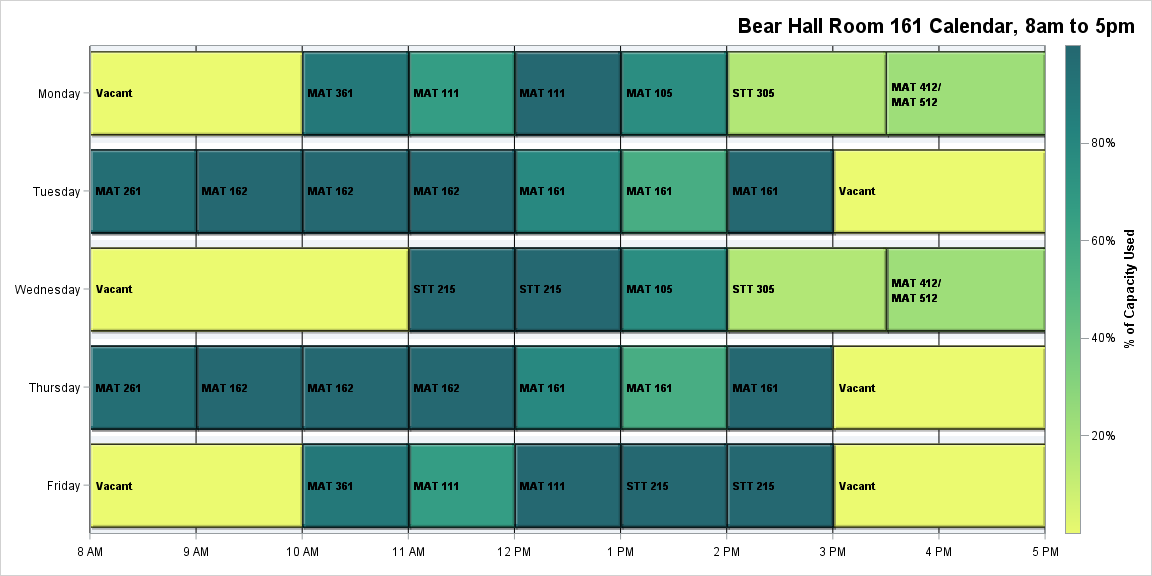 Bear Hall Room 161 Calendar, 8am to 5pm
Monday
Vacant
MAT 361
MAT 111
MAT 111
MAT 105
STT 305
MAT 412/
MAT 512
Tuesday
MAT 261
MAT 162
MAT 162
MAT 162
MAT 161
MAT 161
MAT 161
Vacant
Wednesday
Vacant
STT 215
STT 215
MAT 105
STT 305
MAT 412/
MAT 512
Thursday
MAT 261
MAT 162
MAT 162
MAT 162
MAT 161
MAT 161
MAT 161
Vacant
Friday
Vacant
MAT 361
MAT 111
MAT 111
STT 215
STT 215
Vacant
8 AM
9 AM
10 AM
11 AM
12 PM
1 PM
2 PM
3 PM
4 PM
5 PM
80%
60%
40%
20%
% of Capacity Used